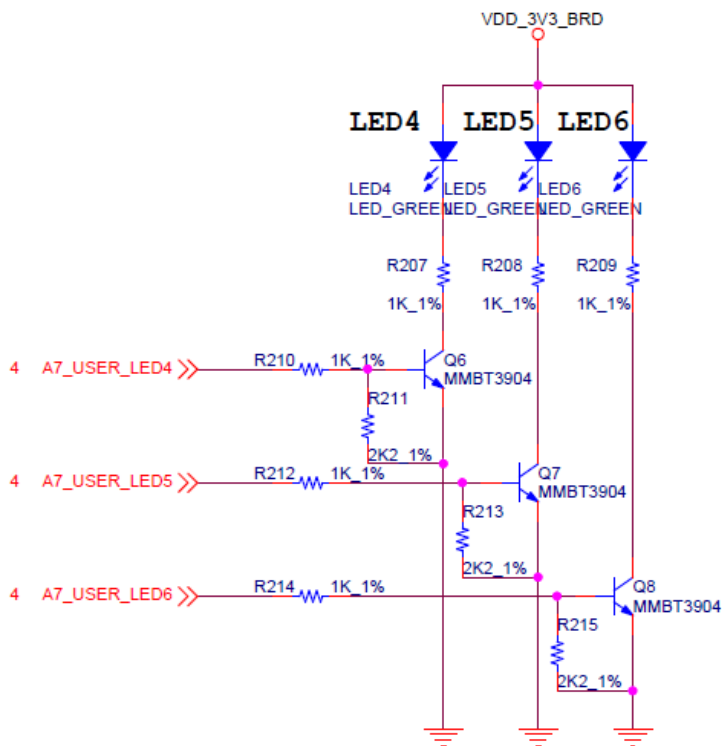 VDD_3V3_BRD
LED4 LED5 LED6
LED4 LED5 LED6
LED_GREEN LED_GREEN LED_GREEN
R207 R208 R209
1K_1% 1K_1% 1K_1%
4 A7_USER_LED4 R210 1K_1% Q6
MMBT3904
R211
2K2_1%
4 A7_USER_LED5 R212 1K_1% Q7
MMBT3904
R213
2K2_1%
4 A7_USER_LED6 R214 1K_1% Q8
MMBT3904
R215
2K2_1%